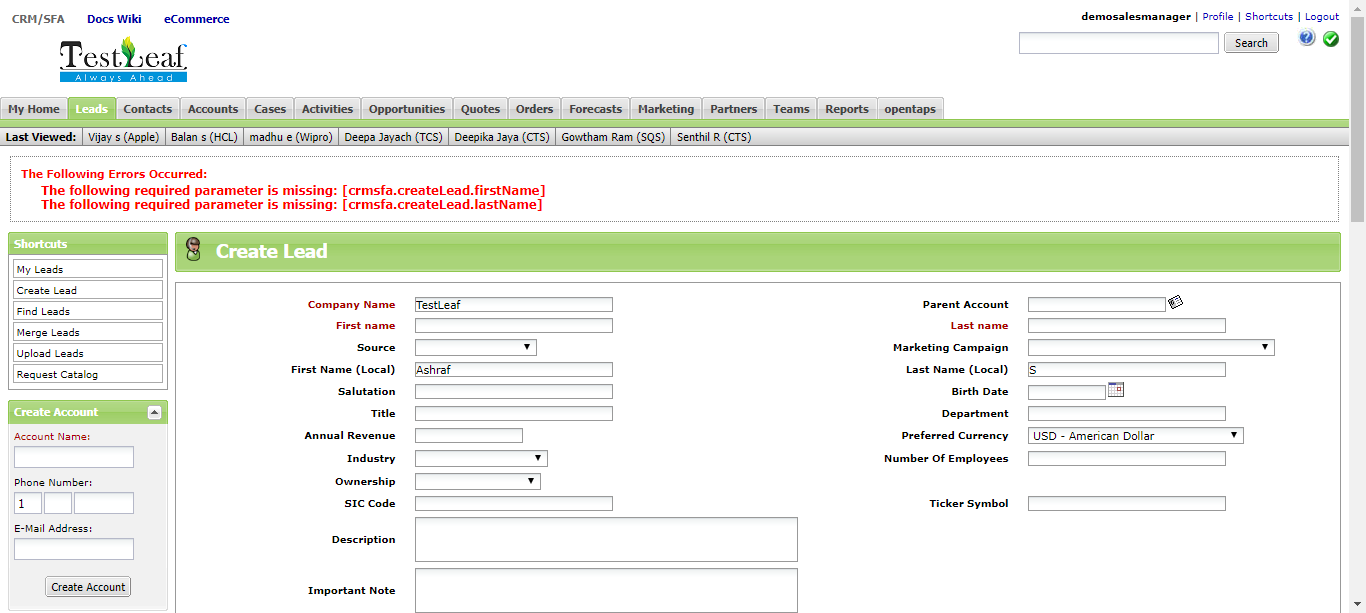 CRM/SFA Docs Wiki eCommerce
demosalesmanager | Profile | Shortcuts | Logout
TestLeaf
Always Ahead
Search
My Home Leads Contacts Accounts Cases Activities Opportunities Quotes Orders Forecasts Marketing Partners Teams Reports opentaps
Last Viewed: Vijay s (Apple) Balan s (HCL) madhu e (Wipro) Deepa Jayach (TCS) Deepika Jaya (CTS) Gowtham Ram (SQS) Senthil R (CTS)
The Following Errors Occurred:
The following required parameter is missing: [crmsfa.createLead.firstName]
The following required parameter is missing: [crmsfa.createLead.lastName]
Shortcuts
My Leads
Create Lead
Find Leads
Merge Leads
Upload Leads
Request Catalog
Create Account
Account Name:
Phone Number:
1
E-Mail Address:
Create Account
Create Lead
Company Name TestLeaf Parent Account
First name Last name
Source Marketing Campaign
First Name (Local) Ashraf Last Name (Local) S
Salutation Birth Date
Title Department
Annual Revenue Preferred Currency USD - American Dollar
Industry Number Of Employees
Ownership
SIC Code Ticker Symbol
Description
Important Note